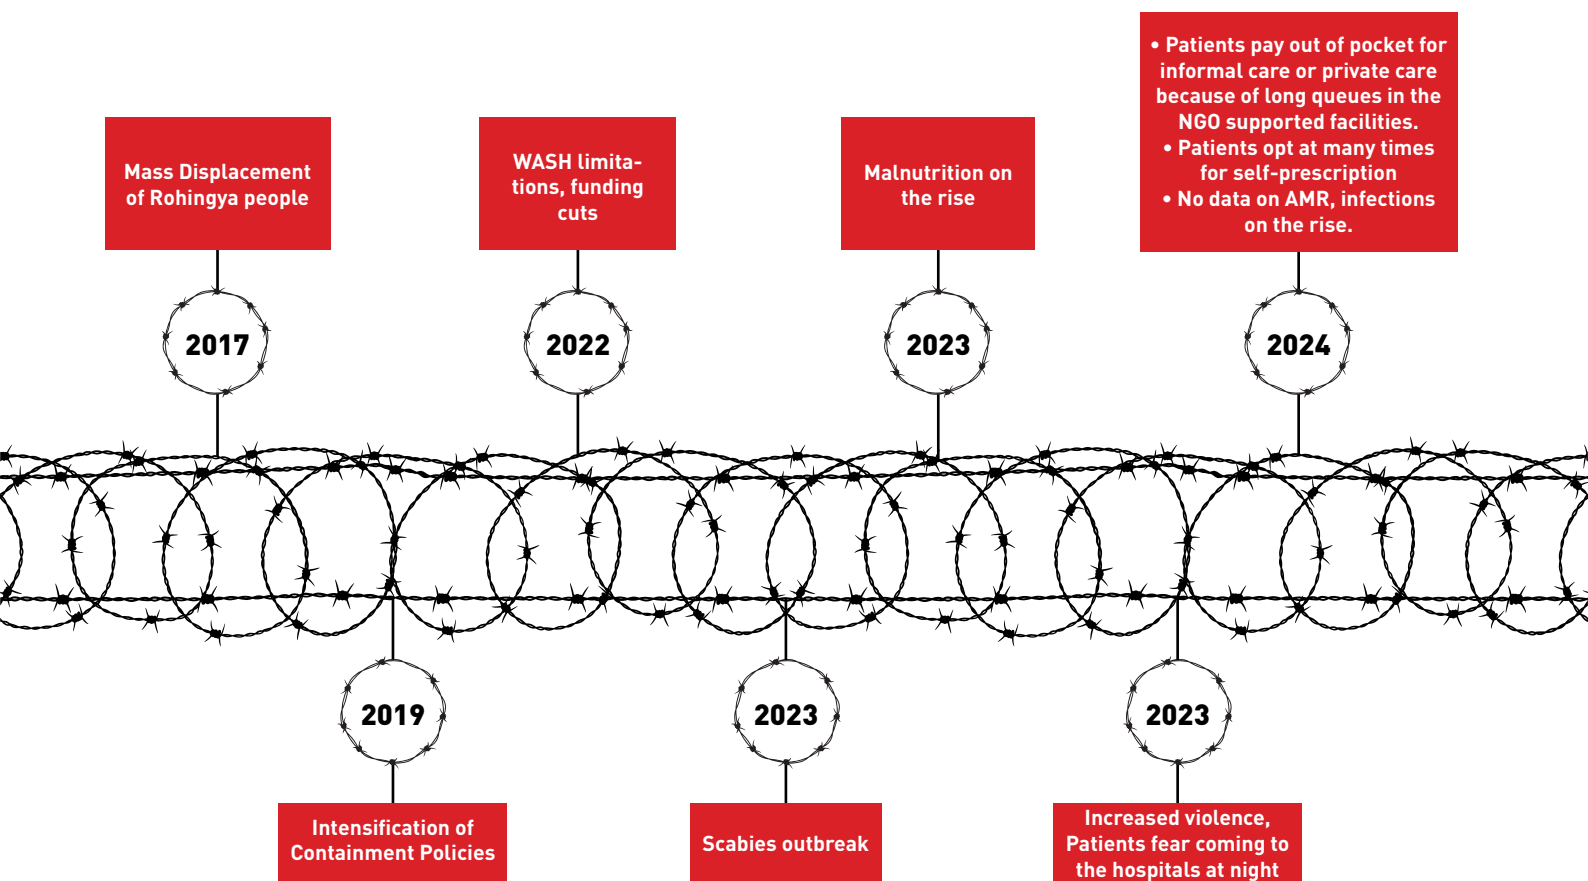 Mass Displacement
of Rohingya people
2017
Intensification of
Containment Policies
2019
WASH limita-
tions, funding
cuts
2022
Scabies outbreak
2023
Malnutrition on
the rise
2023
Increased violence,
Patients fear coming to
the hospitals at night
2023
• Patients pay out of pocket for
informal care or private care
because of long queues in the
NGO supported facilities.
• Patients opt at many times
for self-prescription
• No data on AMR, infections
on the rise.
2024